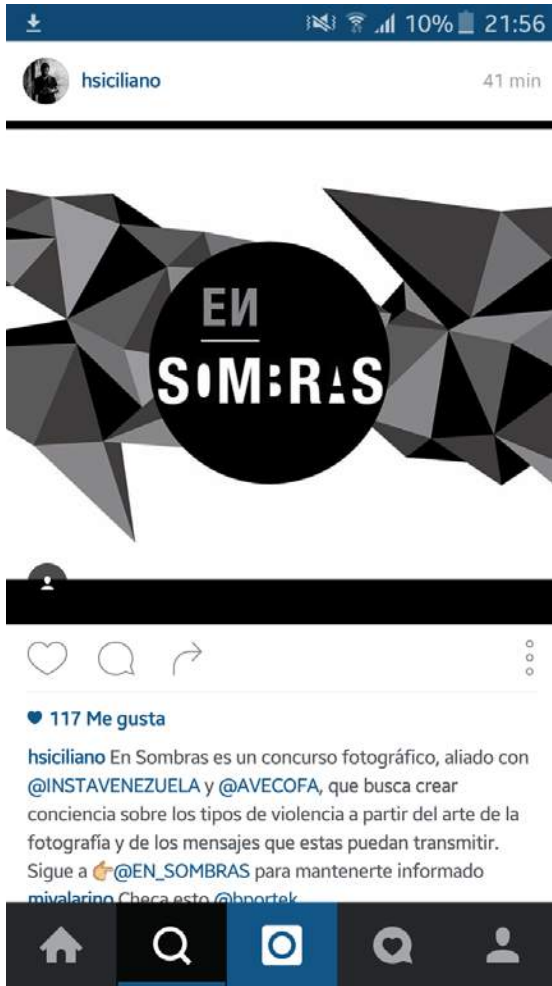 10% 21:56
hsiciliano 41 min
EN
SOMBRAS
117 Me gusta
hsiciliano En Sombras es un concurso fotográfico, aliado con
@INSTAVENEZUELA y @AVECOFA, que busca crear
conciencia sobre los tipos de violencia a partir del arte de la
fotografía y de los mensajes que estas puedan transmitir.
Sigue a 👉@EN_SOMBRAS para mantenerte informado
mivalarino Checa esto @bportek